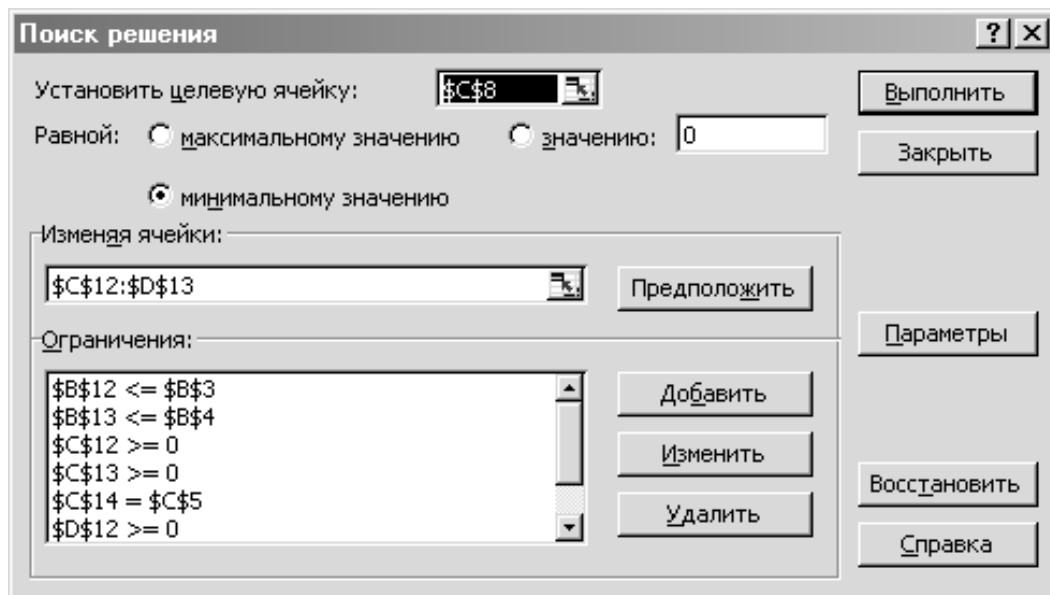 Поиск решения
Установить целевую ячейку: $C$8
Выполнить
Равной: максимальному значению значению: 0
Закрыть
минимальному значению
Изменяя ячейки:
$C$12:$D$13 Предположить
Параметры
Ограничения:
$B$12 <= $B$3
$B$13 <= $B$4
$C$12 >= 0
$C$13 >= 0
$C$14 = $C$5
$D$12 >= 0
Добавить
Изменить
Удалить
Восстановить
Справка